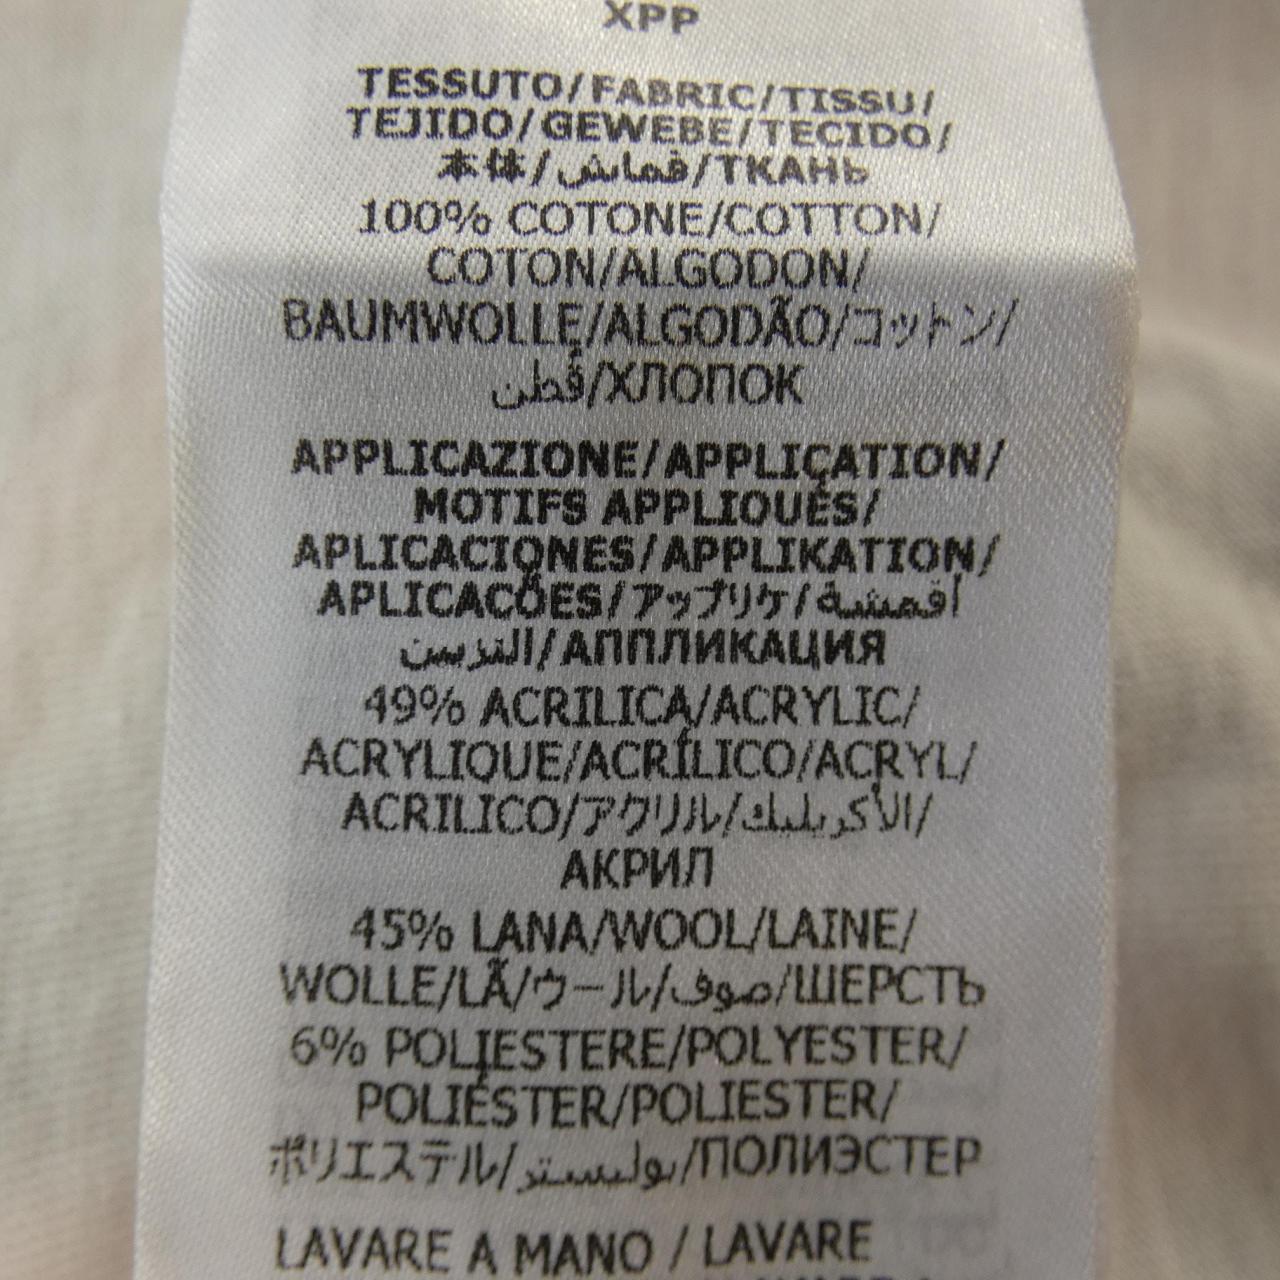 XPP
TESSUTO/FABRIC/TISSU/
TEJIDO/GEWEBE/TECIDO/
本体/قماش/ТКАНЬ
100% COTONE/COTTON/
COTON/ALGODON/
BAUMWOLLE/ALGODÃO/コットン/
قُطن/ХЛОПОК
APPLICAZIONE/APPLICATION/
MOTIFS APPLIQUÉS/
APLICACIONES/APPLIKATION/
APLICACÕES/アップリケ/أقمشة
التزيين/АППЛИКАЦИЯ
49% ACRILICA/ACRYLIC/
ACRYLIQUE/ACRÍLICO/ACRYL/
ACRILICO/アクリル/الأكريليك/
АКРИЛ
45% LANA/WOOL/LAINE/
WOLLE/LÃ/ウール/صوف/ШЕРСТЬ
6% POLIESTERE/POLYESTER/
POLIÉSTER/POLIESTER/
ポリエステル/بوليستر/ПОЛИЭСТЕР
LAVARE A MANO / LAVARE